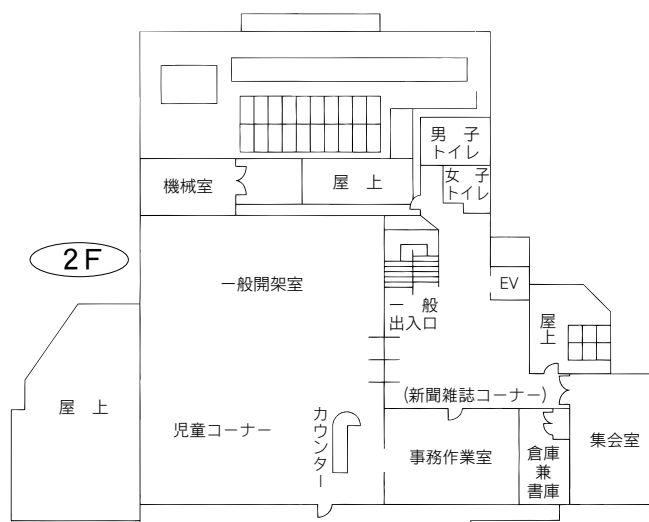 男 子
トイレ
女 子
トイレ
機械室
屋 上
2F
一般開架室
EV
一 般
出入口
屋上
(新聞雑誌コーナー)
屋 上
児童コーナー
カウンター
事務作業室
倉庫
兼
書庫
集会室